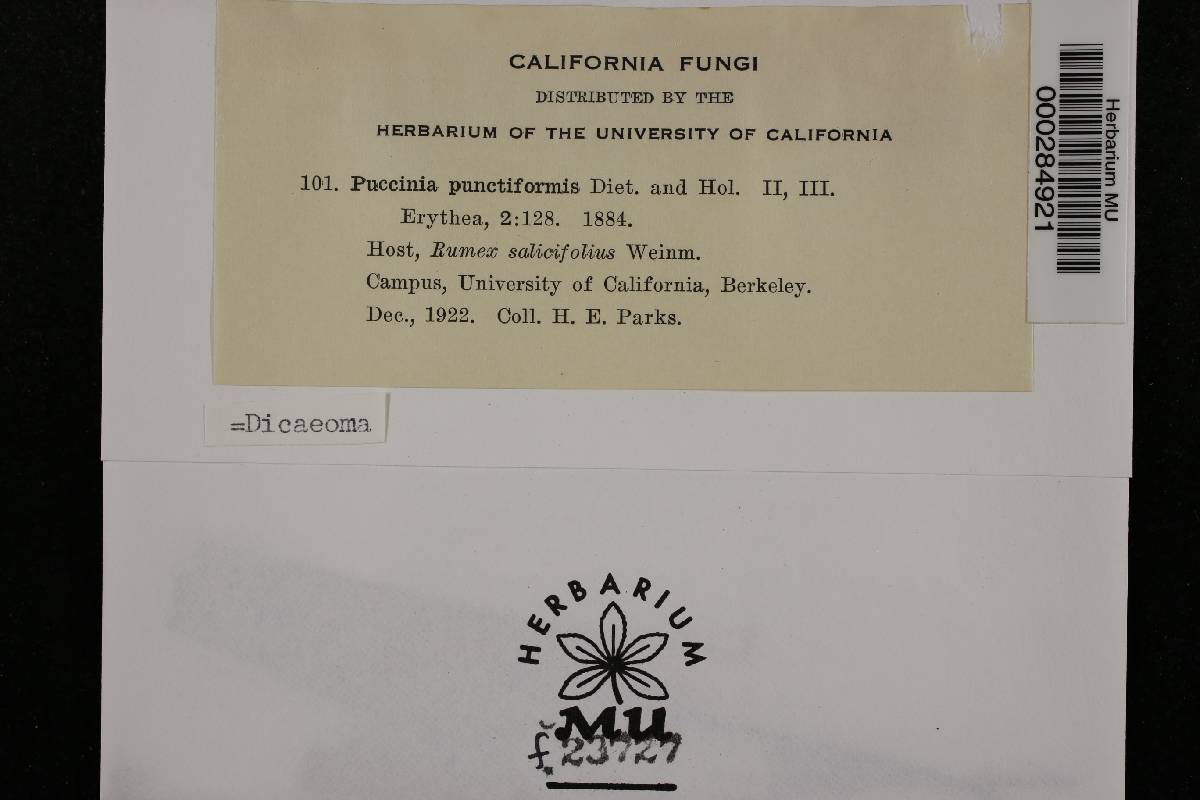 CALIFORNIA FUNGI
DISTRIBUTED BY THE
HERBARIUM OF THE UNIVERSITY OF CALIFORNIA
101. Puccinia punctiformis Diet. and Hol. II, III.
Erythea, 2:128. 1884.
Host, Rumex salicifolius Weinm.
Campus, University of California, Berkeley.
Dec., 1922. Coll. H. E. Parks.
Herbarium MU
000284921
=Dicaeoma
HERBARIUM
MU
f. 23727